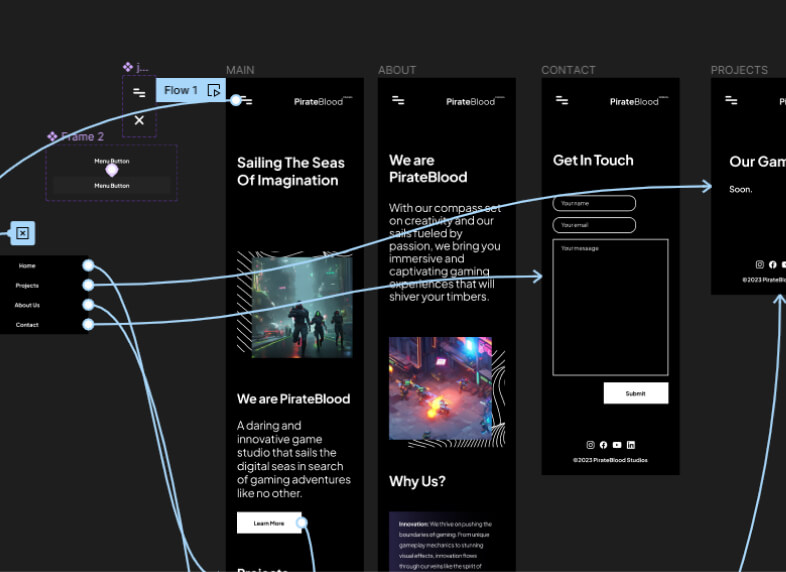 j...
Flow 1
Frame 2
Menu Button
Menu Button
Home
Projects
About Us
Contact
MAIN
PirateBlood
Sailing The Seas
Of Imagination
We are PirateBlood
A daring and
innovative game
studio that sails the
digital seas in search
of gaming adventures
like no other.
Learn More
Projects
ABOUT
PirateBlood
We are
PirateBlood
With our compass set
on creativity and our
sails fueled by
passion, we bring you
immersive and
captivating gaming
experiences that will
shiver your timbers.
Why Us?
Innovation: We thrive on pushing the
boundaries of gaming. From unique
gameplay mechanics to stunning
visual effects, innovation flows
through our veins like the spirit of
CONTACT
PirateBlood
Get In Touch
Your name
Your email
Your message
Submit
©2023 PirateBlood Studios
PROJECTS
Our Gam
Soon.
©2023 PirateBlo